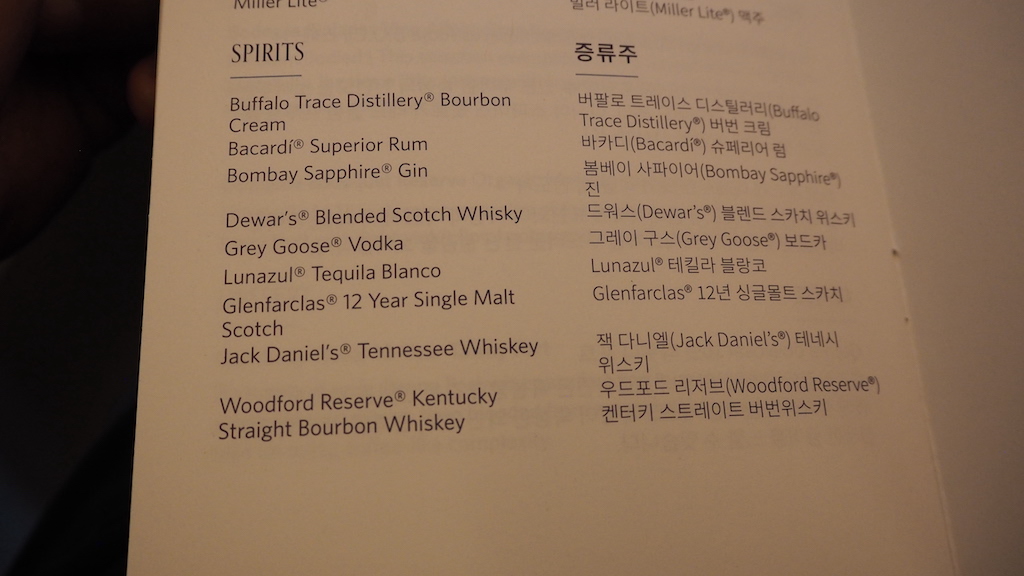 Miller Lite®
밀러 라이트(Miller Lite®) 맥주
SPIRITS
Buffalo Trace Distillery® Bourbon
Cream
Bacardí® Superior Rum
Bombay Sapphire® Gin
Dewar's® Blended Scotch Whisky
Grey Goose® Vodka
Lunazul® Tequila Blanco
Glenfarclas® 12 Year Single Malt
Scotch
Jack Daniel's® Tennessee Whiskey
Woodford Reserve® Kentucky
Straight Bourbon Whiskey
증류주
버팔로 트레이스 디스틸러리(Buffalo
Trace Distillery®) 버번 크림
바카디(Bacardí®) 슈페리어 럼
봄베이 사파이어(Bombay Sapphire®)
진
드워스(Dewar's®) 블렌드 스카치 위스키
그레이 구스(Grey Goose®) 보드카
Lunazul® 테킬라 블랑코
Glenfarclas® 12년 싱글몰트 스카치
잭 다니엘(Jack Daniel's®) 테네시
위스키
우드포드 리저브(Woodford Reserve®)
켄터키 스트레이트 버번위스키